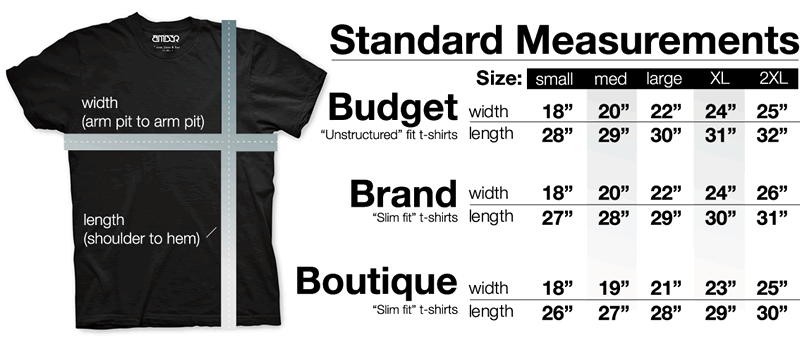 Standard Measurements
Size: small med large XL 2XL
Budget width 18” 20” 22” 24” 25”
“Unstructured” fit t-shirts length 28” 29” 30” 31” 32”
Brand width 18” 20” 22” 24” 26”
“Slim fit” t-shirts length 27” 28” 29” 30” 31”
Boutique width 18” 19” 21” 23” 25”
“Slim fit” t-shirts length 26” 27” 28” 29” 30”
width
(arm pit to arm pit)
length
(shoulder to hem)